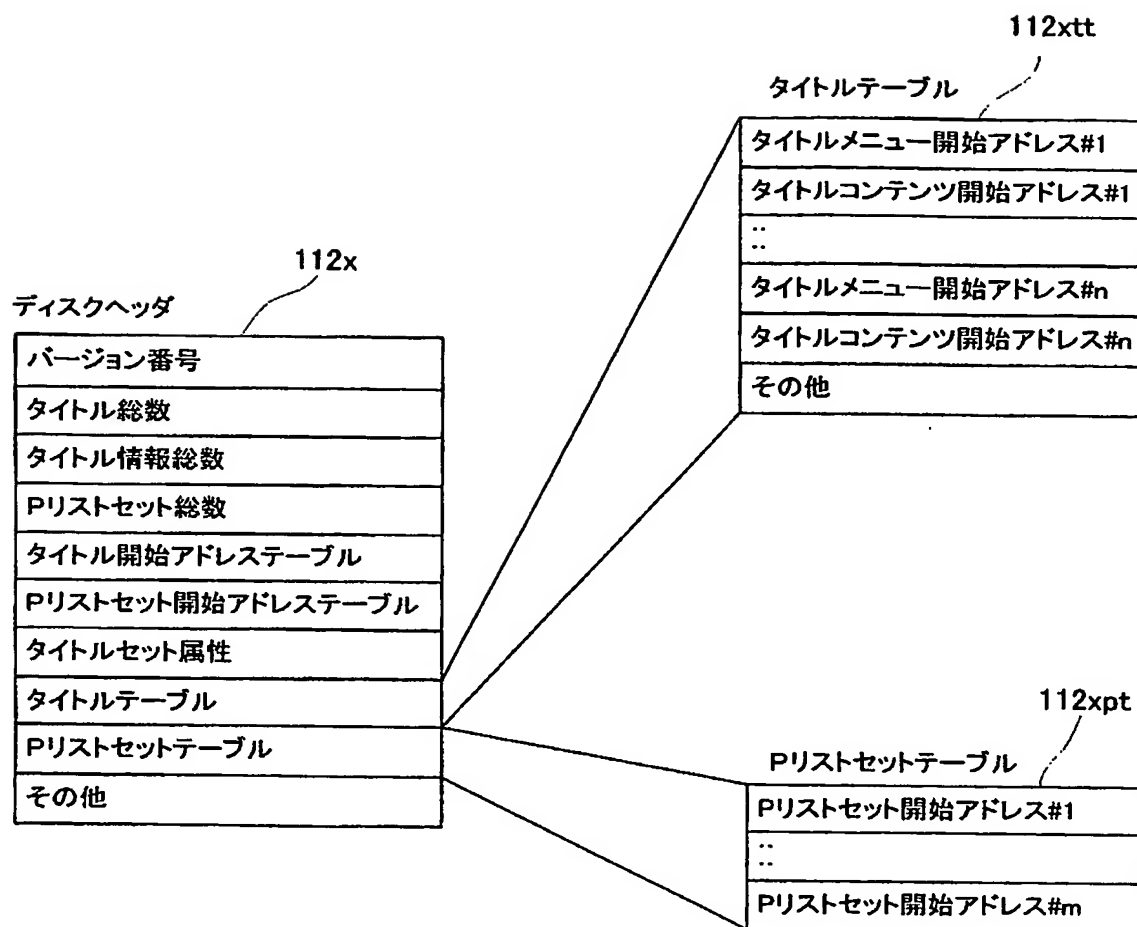 112x
ディスクヘッダ
バージョン番号
タイトル総数
タイトル情報総数
Pリストセット総数
タイトル開始アドレステーブル
Pリストセット開始アドレステーブル
タイトルセット属性
タイトルテーブル
Pリストセットテーブル
その他
112xtt
タイトルテーブル
タイトルメニュー開始アドレス#1
タイトルコンテンツ開始アドレス#1
::
タイトルメニュー開始アドレス#n
タイトルコンテンツ開始アドレス#n
その他
112xpt
Pリストセットテーブル
Pリストセット開始アドレス#1
::
Pリストセット開始アドレス#m